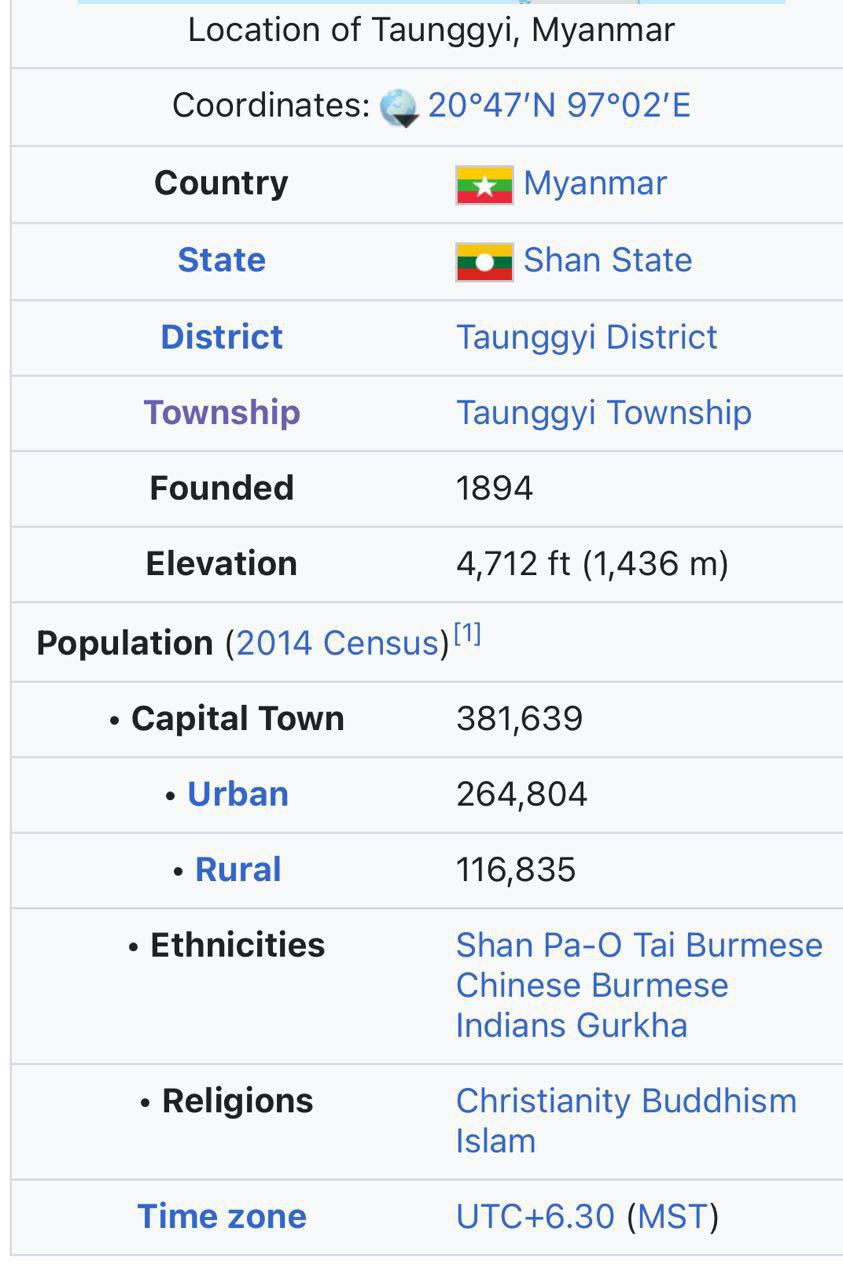 Location of Taunggyi, Myanmar
Coordinates: 20°47′N 97°02′E
Country Myanmar
State Shan State
District Taunggyi District
Township Taunggyi Township
Founded 1894
Elevation 4,712 ft (1,436 m)
Population (2014 Census)[1]
• Capital Town 381,639
• Urban 264,804
• Rural 116,835
• Ethnicities Shan Pa-O Tai Burmese
Chinese Burmese
Indians Gurkha
• Religions Christianity Buddhism
Islam
Time zone UTC+6.30 (MST)